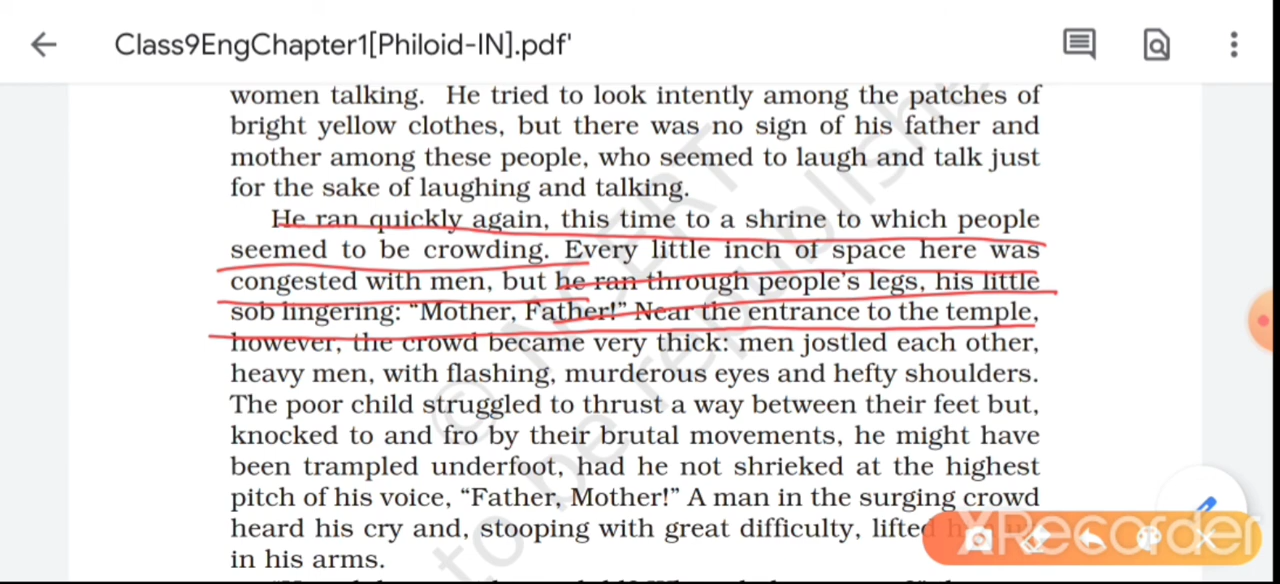 Class9EngChapter1[Philoid-IN].pdf'
women talking. He tried to look intently among the patches of
bright yellow clothes, but there was no sign of his father and
mother among these people, who seemed to laugh and talk just
for the sake of laughing and talking.
He ran quickly again, this time to a shrine to which people
seemed to be crowding. Every little inch of space here was
congested with men, but he ran through people's legs, his little
sob lingering: “Mother, Father!” Near the entrance to the temple,
however, the crowd became very thick: men jostled each other,
heavy men, with flashing, murderous eyes and hefty shoulders.
The poor child struggled to thrust a way between their feet but,
knocked to and fro by their brutal movements, he might have
been trampled underfoot, had he not shrieked at the highest
pitch of his voice, “Father, Mother!” A man in the surging crowd
heard his cry and, stooping with great difficulty, lifted
in his arms.
© NCERT
to be republish
XRecorder